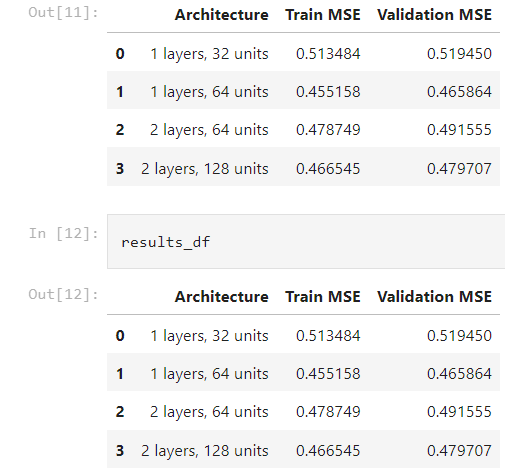 Out[11]:
Architecture Train MSE Validation MSE
0 1 layers, 32 units 0.513484 0.519450
1 1 layers, 64 units 0.455158 0.465864
2 2 layers, 64 units 0.478749 0.491555
3 2 layers, 128 units 0.466545 0.479707
In [12]:
results_df
Out[12]:
Architecture Train MSE Validation MSE
0 1 layers, 32 units 0.513484 0.519450
1 1 layers, 64 units 0.455158 0.465864
2 2 layers, 64 units 0.478749 0.491555
3 2 layers, 128 units 0.466545 0.479707